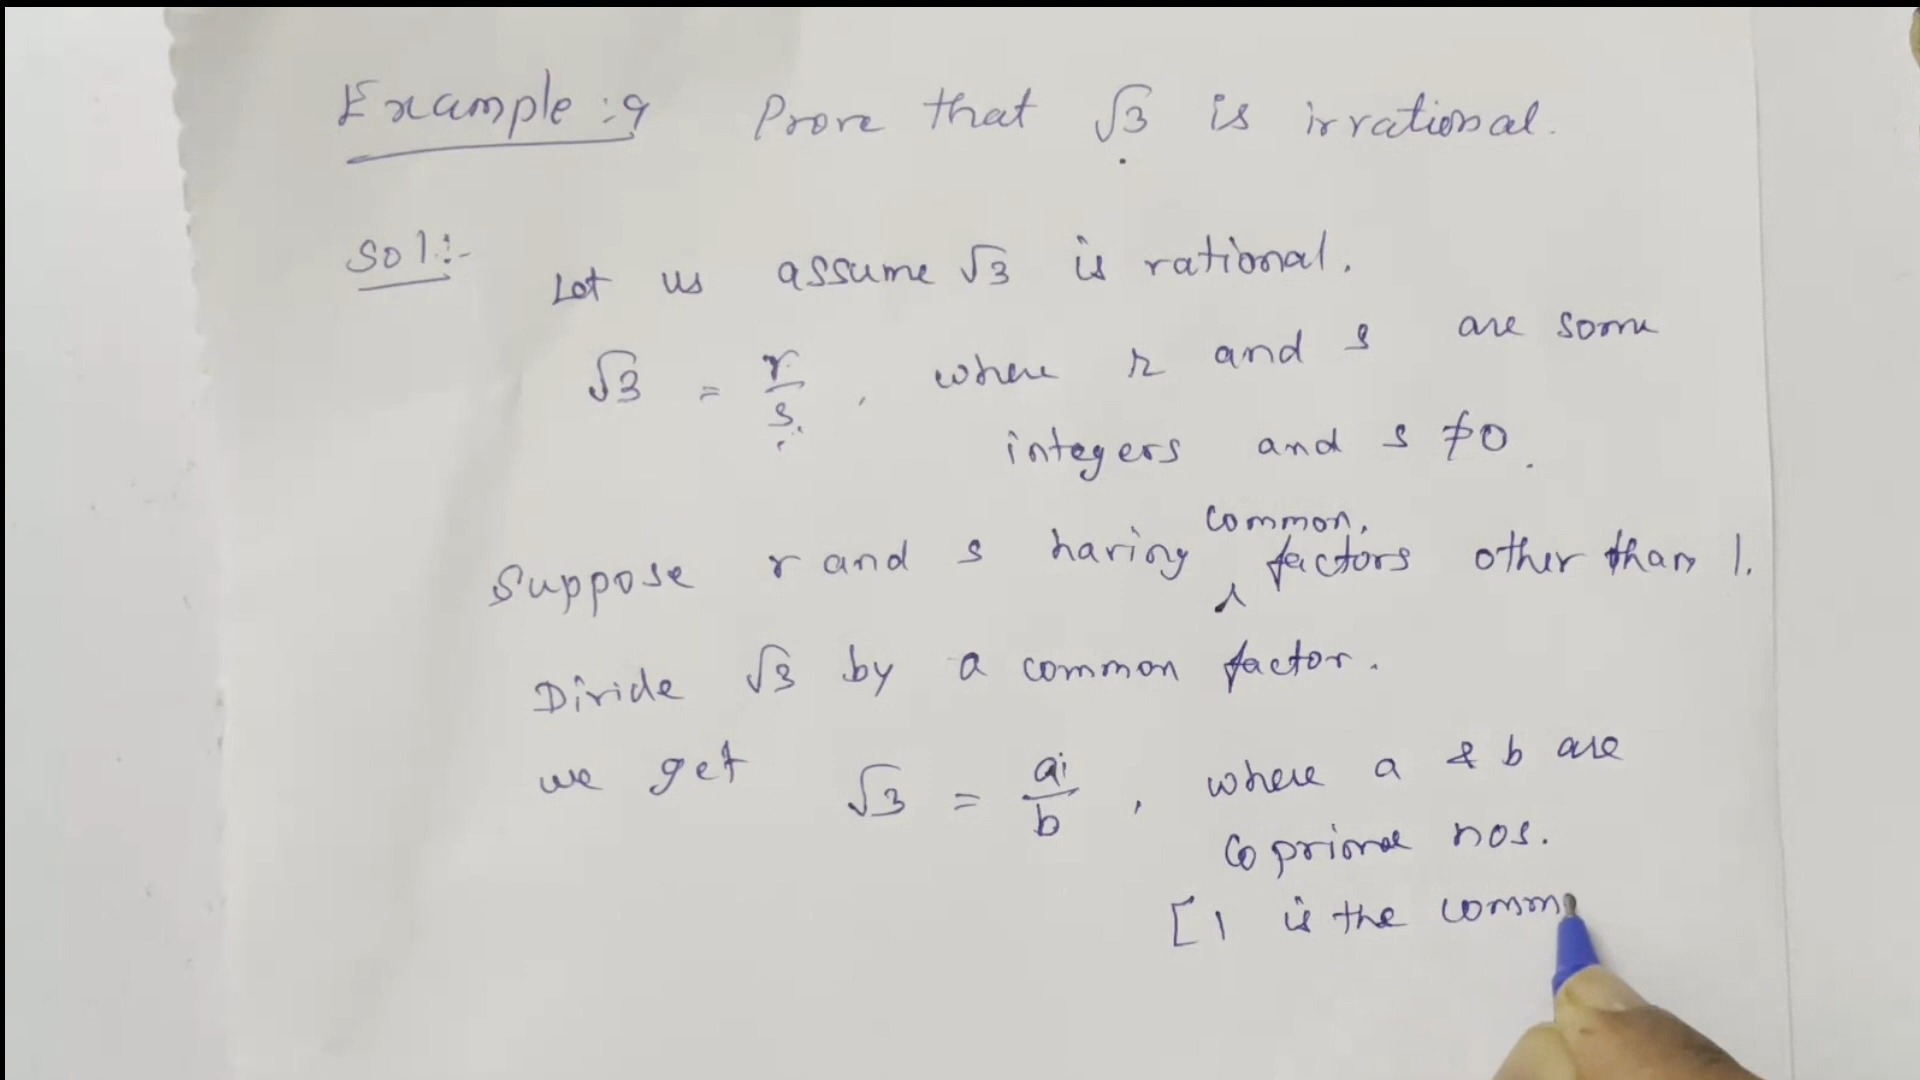 Example :9 Prove that √3 is irrational.
Sol:-
Let us assume √3 is rational.
√3 = r/s, where r and s are some
integers and s ≠0.
common.
Suppose r and s having factors other than 1.
Divide √3 by a common factor.
we get √3 = a/b, where a & b are
Coprime nos.
[1 is the comm